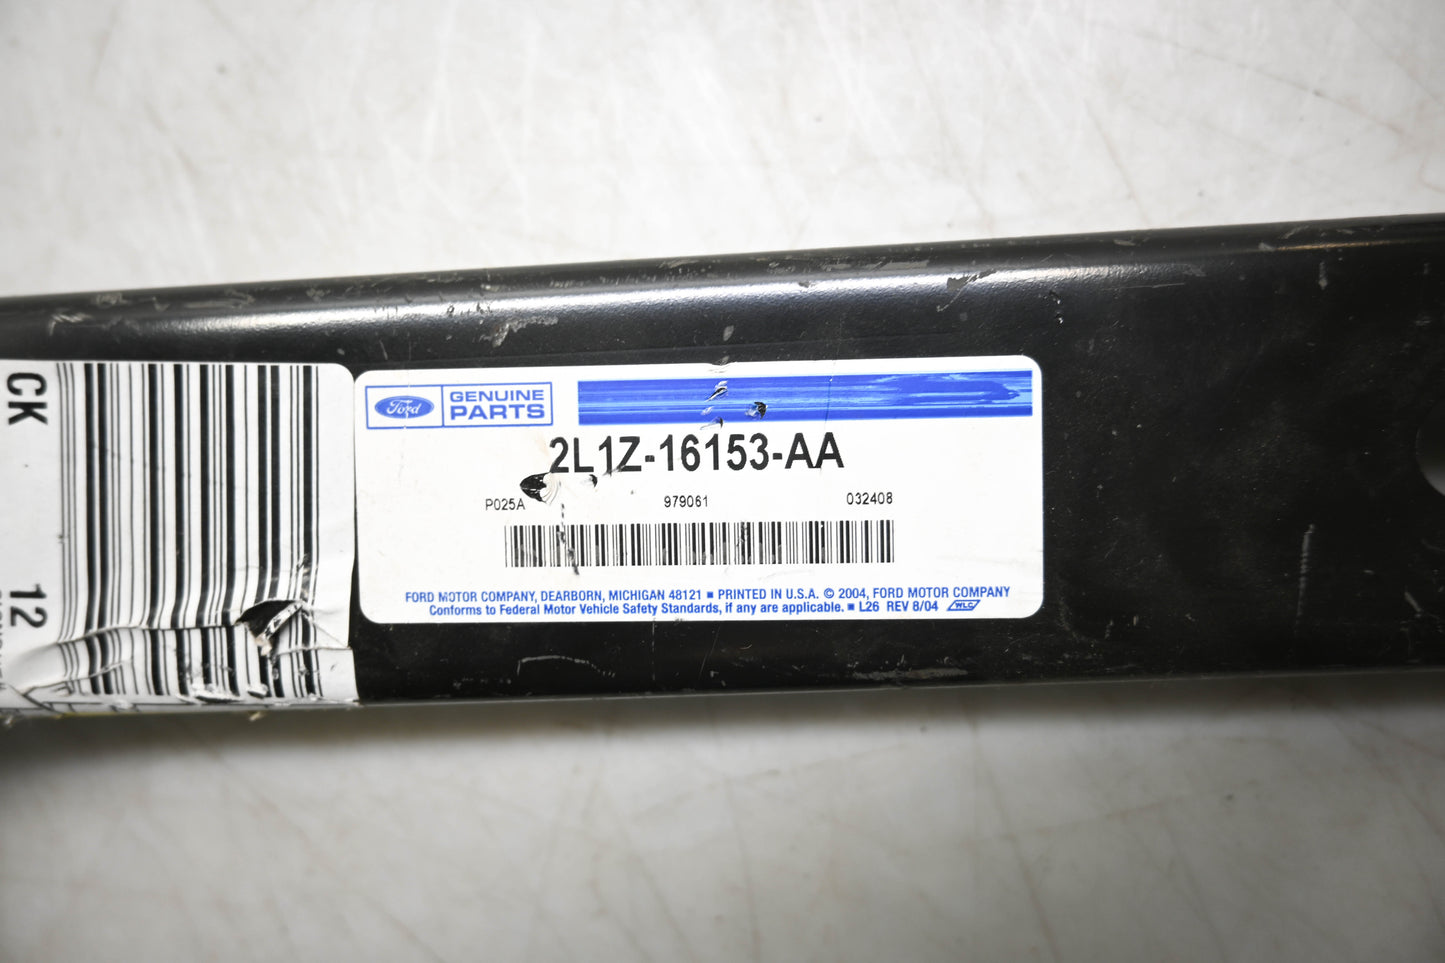 CK
12
Ford
GENUINE
PARTS
2L1Z-16153-AA
P025A 979061 032408
FORD MOTOR COMPANY, DEARBORN, MICHIGAN 48121 ■ PRINTED IN U.S.A. © 2004, FORD MOTOR COMPANY
Conforms to Federal Motor Vehicle Safety Standards, if any are applicable. ■ L26 REV 8/04 WLC